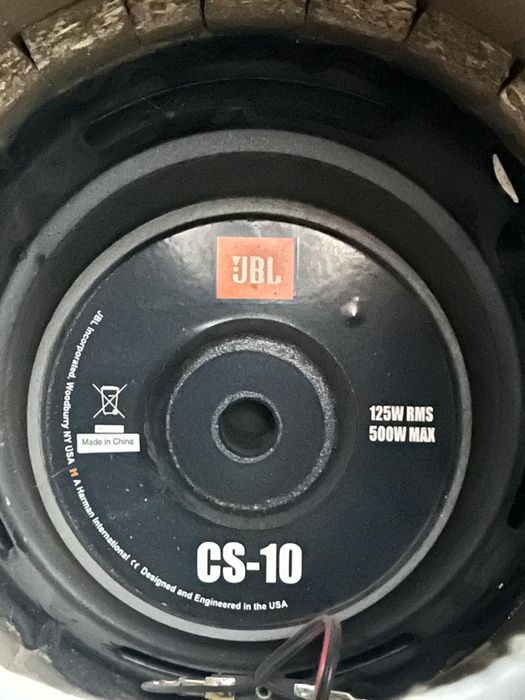 JBL
125W RMS
500W MAX
Made in China
CS-10
JBL Incorporated, Woodbury, NY USA H A Harman International CE Designed and Engineered in the USA